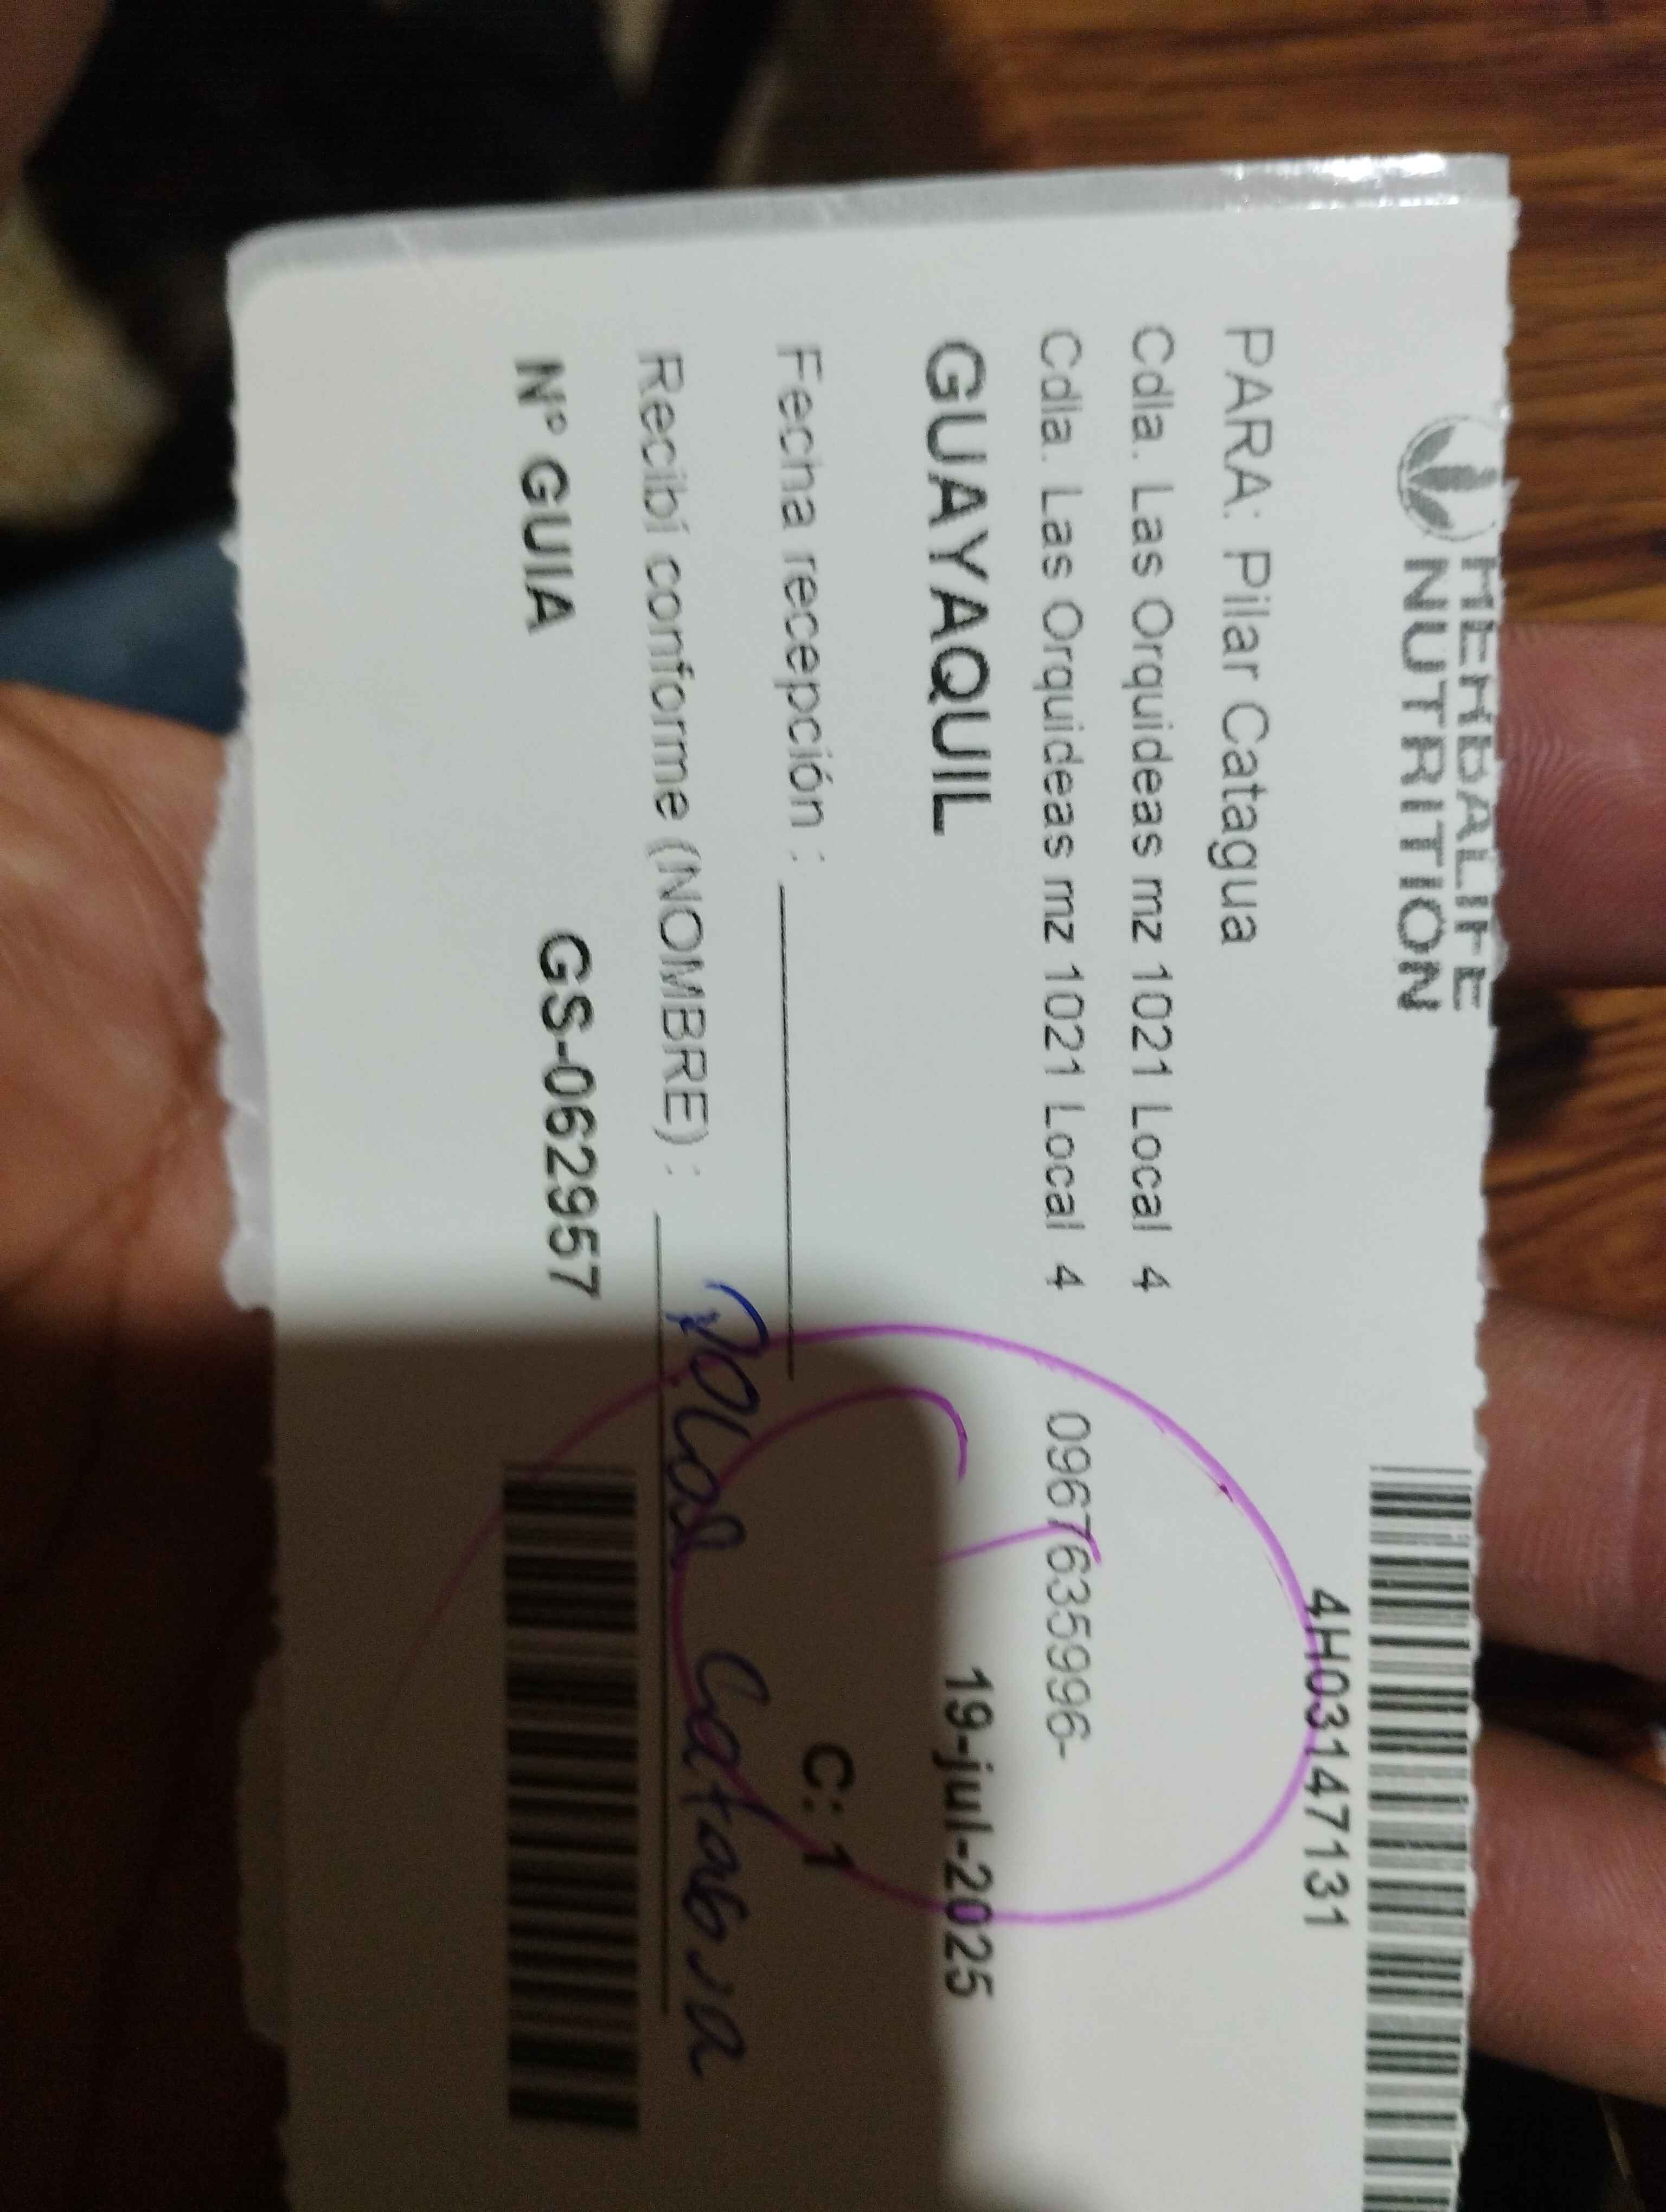 HERBALIFE
NUTRITION
4H03147131
PARA: Pilar Catagua
Cdla. Las Orquideas mz 1021 Local 4
Cdla. Las Orquideas mz 1021 Local 4 0967635996-
GUAYAQUIL 19-jul-2025
Fecha recepción : C: 1
Recibí conforme (NOMBRE) :
Nº GUIA GS-062957